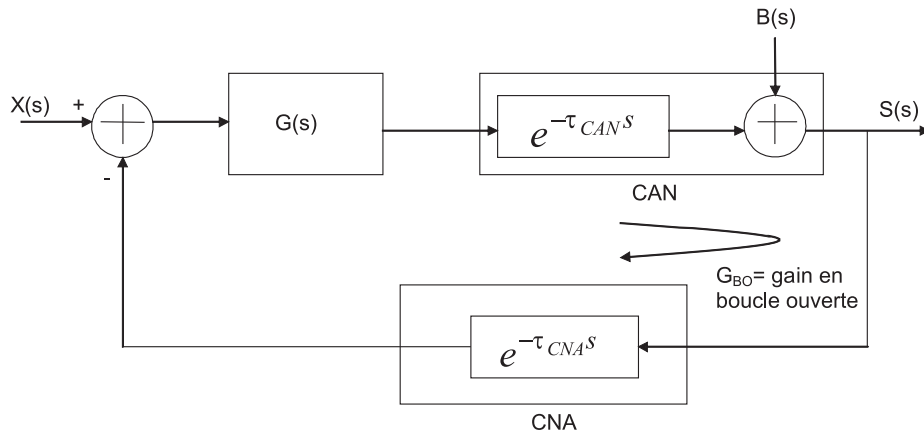 B(s)
X(s)
+
G(s)
e^{-τ_{CAN}s}
S(s)
-
CAN
G_{BO}= gain en
boucle ouverte
e^{-τ_{CNA}s}
CNA